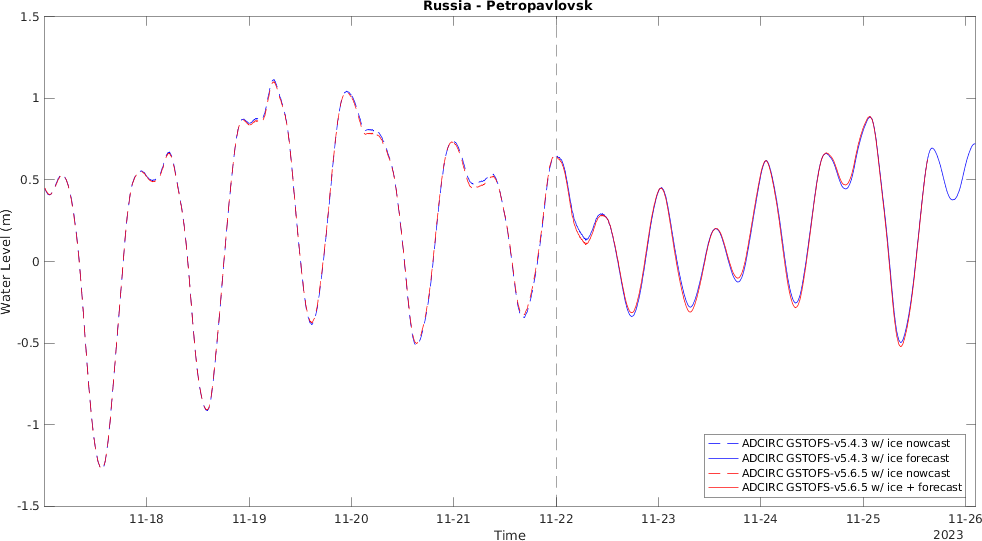 Russia - Petropavlovsk
1.5
1
0.5
0
-0.5
-1
-1.5
Water Level (m)
11-18
11-19
11-20
11-21
11-22
11-23
11-24
11-25
11-26
Time
2023
ADCIRC GSTOFS-v5.4.3 w/ ice nowcast
ADCIRC GSTOFS-v5.4.3 w/ ice forecast
ADCIRC GSTOFS-v5.6.5 w/ ice nowcast
ADCIRC GSTOFS-v5.6.5 w/ ice + forecast